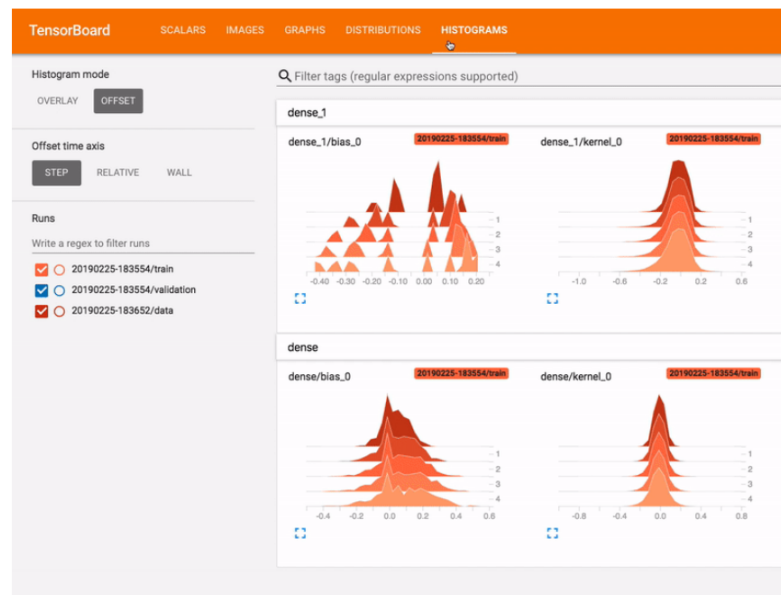 TensorBoard SCALARS IMAGES GRAPHS DISTRIBUTIONS HISTOGRAMS
Histogram mode
OVERLAY OFFSET
Offset time axis
STEP RELATIVE WALL
Runs
Write a regex to filter runs
20190225-183554/train
20190225-183554/validation
20190225-183652/data
Filter tags (regular expressions supported)
dense_1
dense_1/bias_0 20190225-183554/train
1
2
3
4
-0.40 -0.30 -0.20 -0.10 0.00 0.10 0.20
dense_1/kernel_0 20190225-183554/train
1
2
3
4
-1.0 -0.6 -0.2 0.2 0.6
dense
dense/bias_0 20190225-183554/train
1
2
3
4
-0.4 -0.2 0.0 0.2 0.4 0.6
dense/kernel_0 20190225-183554/train
1
2
3
4
-0.8 -0.4 0.0 0.4 0.8